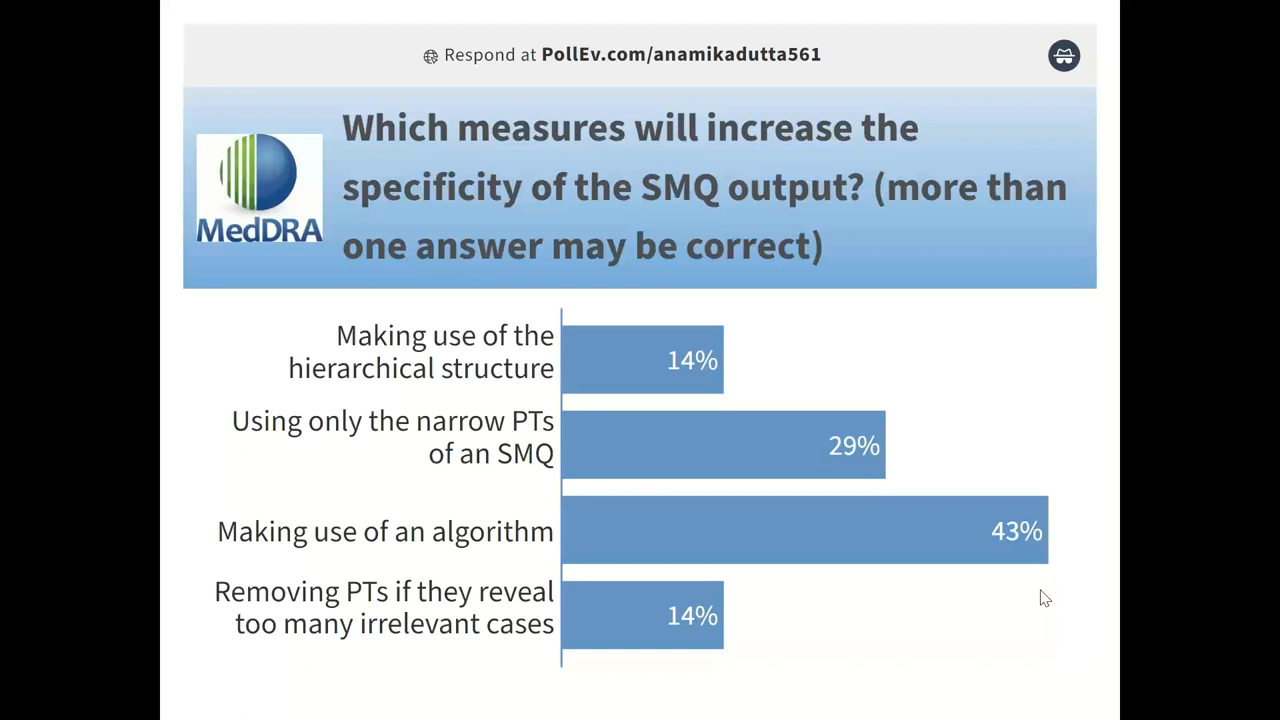 Respond at PollEv.com/anamikadutta561
MedDRA
Which measures will increase the
specificity of the SMQ output? (more than
one answer may be correct)
Making use of the
hierarchical structure
14%
Using only the narrow PTs
of an SMQ
29%
Making use of an algorithm
43%
Removing PTs if they reveal
too many irrelevant cases
14%